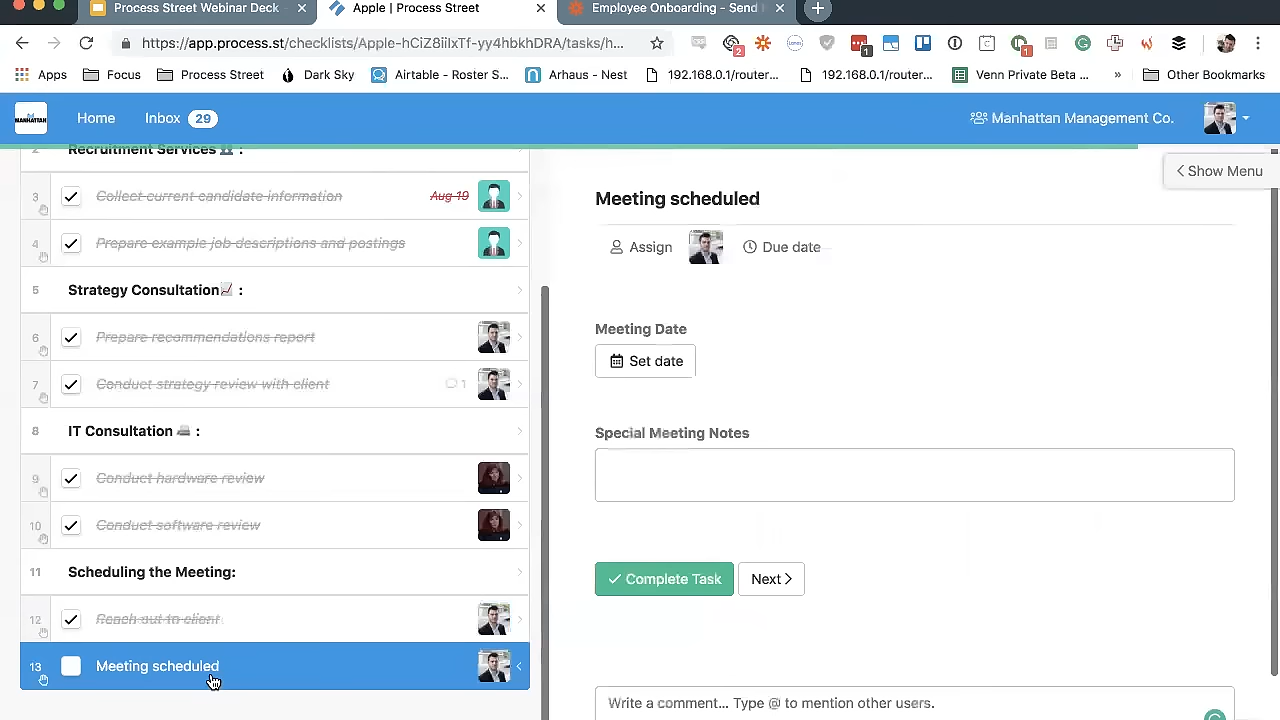 Process Street Webinar Deck
Apple | Process Street
Employee Onboarding - Send
https://app.process.st/checklists/Apple-hCiZ8iiIxTf-yy4hbkhDRA/tasks/h...
2
1
1
Apps
Focus
Process Street
Dark Sky
Airtable - Roster S...
Arhaus - Nest
192.168.0.1/router...
192.168.0.1/router...
Venn Private Beta ...
»
Other Bookmarks
MANHATTAN
Home
Inbox 29
Manhattan Management Co.
2 Recruitment Services :
3 Collect current candidate information Aug 19
4 Prepare example job descriptions and postings
5 Strategy Consultation :
6 Prepare recommendations report
7 Conduct strategy review with client 1
8 IT Consultation :
9 Conduct hardware review
10 Conduct software review
11 Scheduling the Meeting:
12 Reach out to client
13 Meeting scheduled
Show Menu
Meeting scheduled
Assign
Due date
Meeting Date
Set date
Special Meeting Notes
Complete Task
Next
Write a comment... Type @ to mention other users.